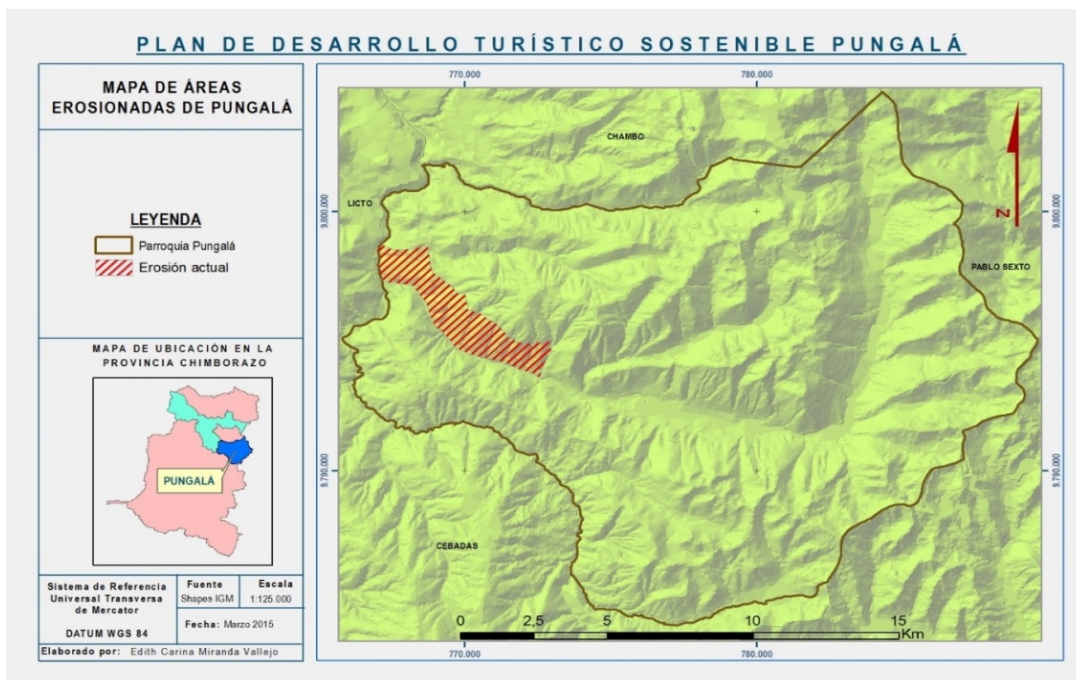 PLAN DE DESARROLLO TURÍSTICO SOSTENIBLE PUNGALÁ
MAPA DE ÁREAS
EROSIONADAS DE PUNGALÁ
LEYENDA
Parroquia Pungalá
Erosión actual
MAPA DE UBICACIÓN EN LA
PROVINCIA CHIMBORAZO
PUNGALÁ
Sistema de Referencia
Universal Transversa
de Mercator
DATUM WGS 84
Fuente
Shapes IGM
Escala
1:125.000
Fecha: Marzo 2015
Elaborado por: Edith Carina Miranda Vallejo
770.000
780.000
CHAMBO
LICTO
PABLO SEXTO
CEBADAS
N
9.800.000
9.800.000
9.790.000
9.790.000
0
2,5
5
10
15
Km
770.000
780.000